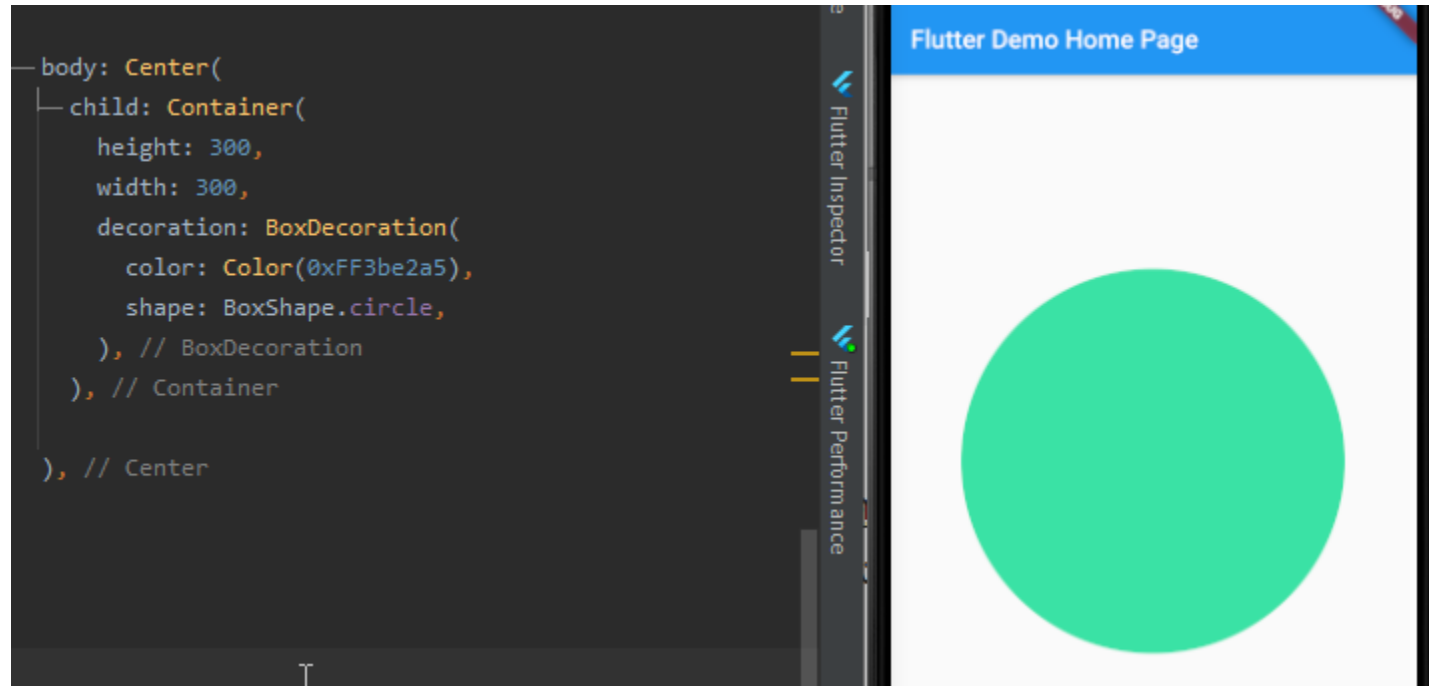 body: Center(
child: Container(
height: 300,
width: 300,
decoration: BoxDecoration(
color: Color(0xFF3be2a5),
shape: BoxShape.circle,
), // BoxDecoration
), // Container
), // Center
Flutter Inspector
Flutter Performance
Flutter Demo Home Page